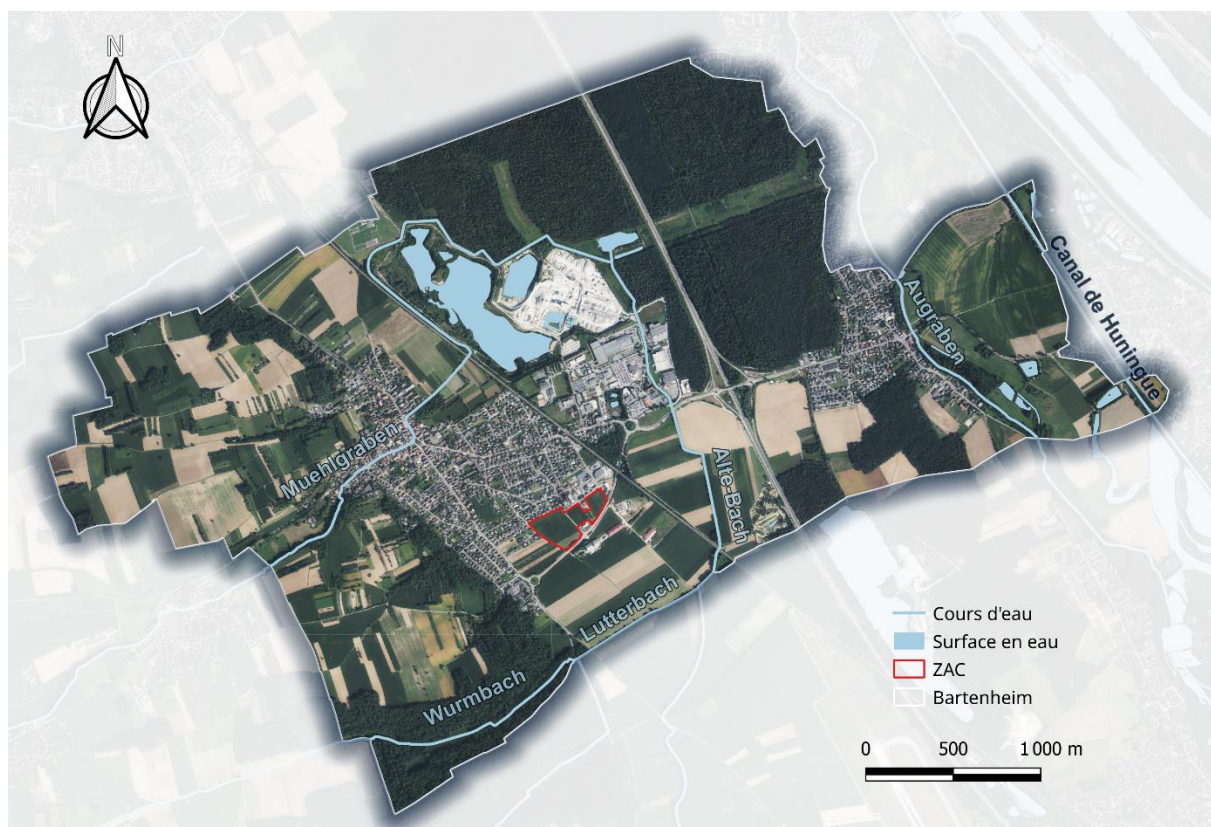 N
Canal de Huningue
Augraben
Muehlgraben
Alte-Bach
Lutterbach
Wurmbach
Cours d'eau
Surface en eau
ZAC
Bartenheim
0 500 1 000 m